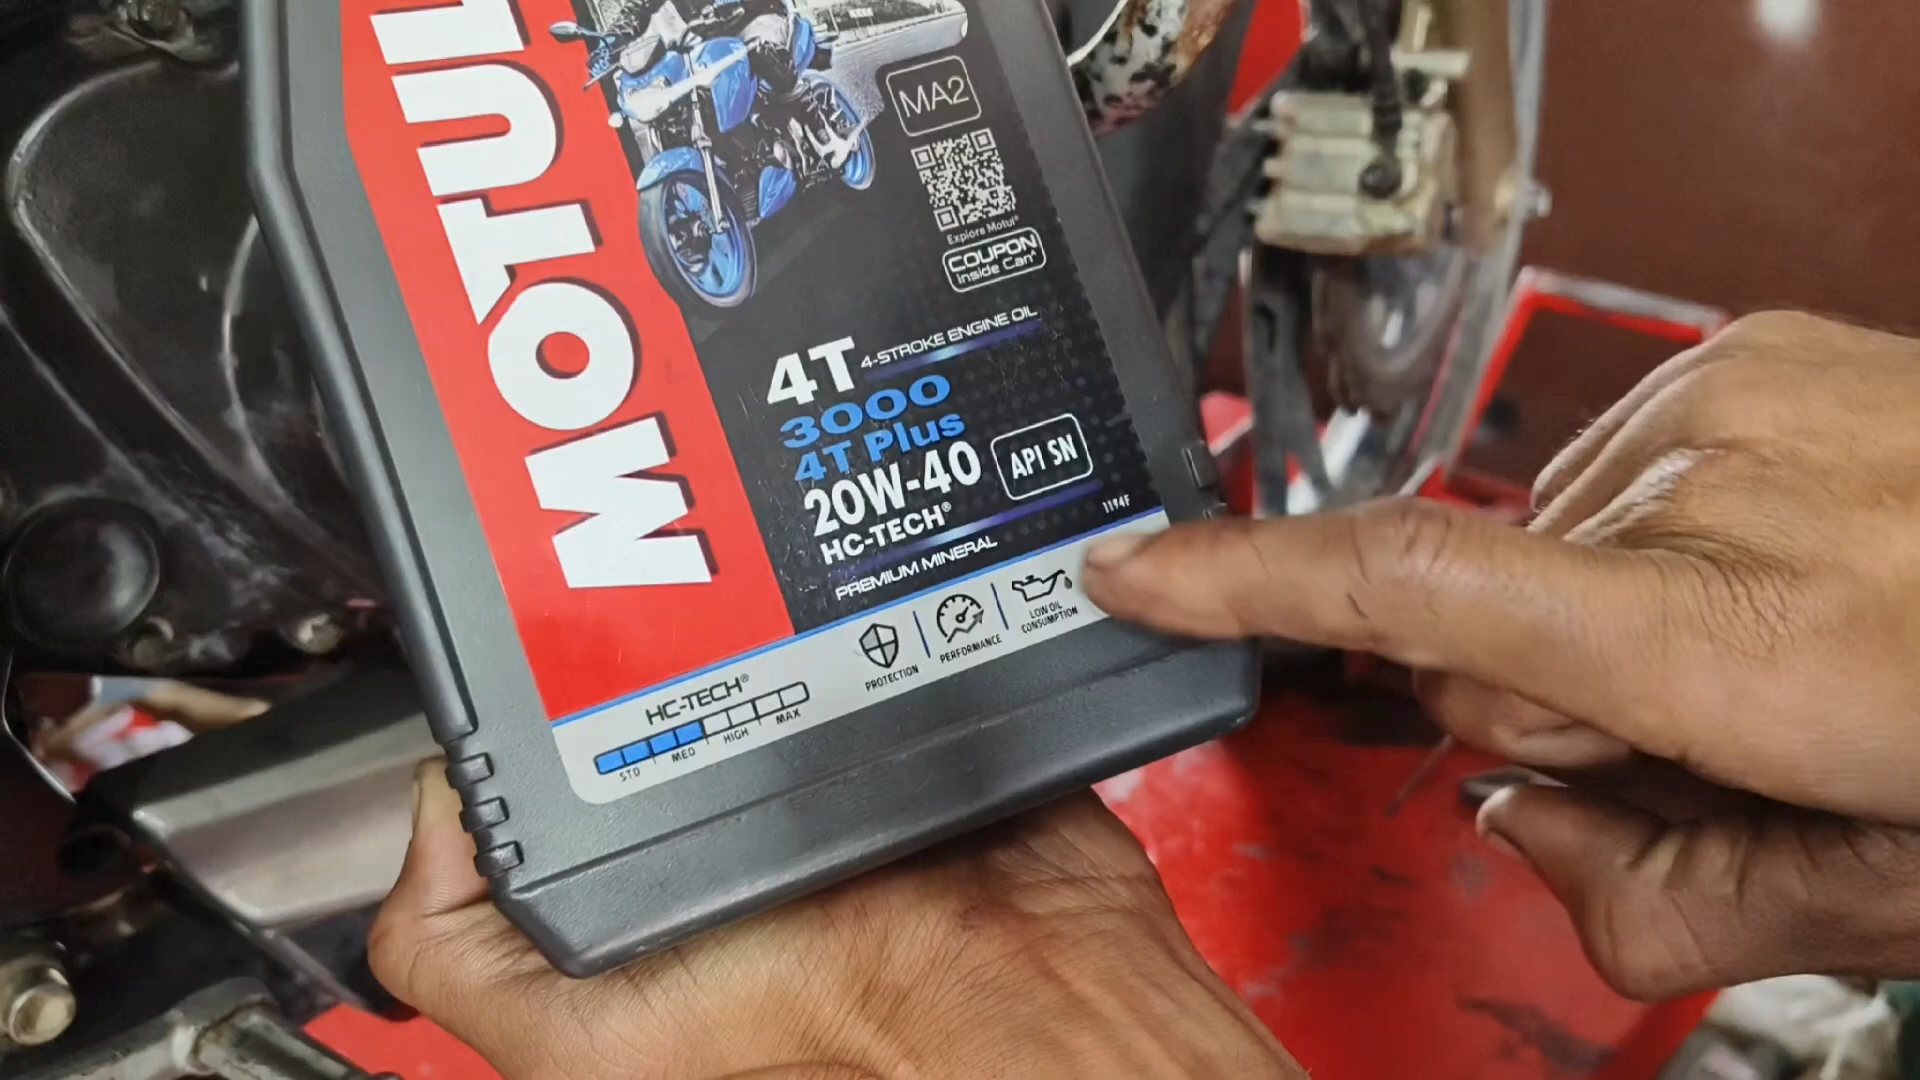 MOTUL
MA2
Explore Motul®
COUPON
Inside Can^
4T 4-STROKE ENGINE OIL
3000
4T Plus
20W-40 API SN
HC-TECH®
1194F
PREMIUM MINERAL
PROTECTION
PERFORMANCE
LOW OIL
CONSUMPTION
HC-TECH®
STD MED HIGH MAX